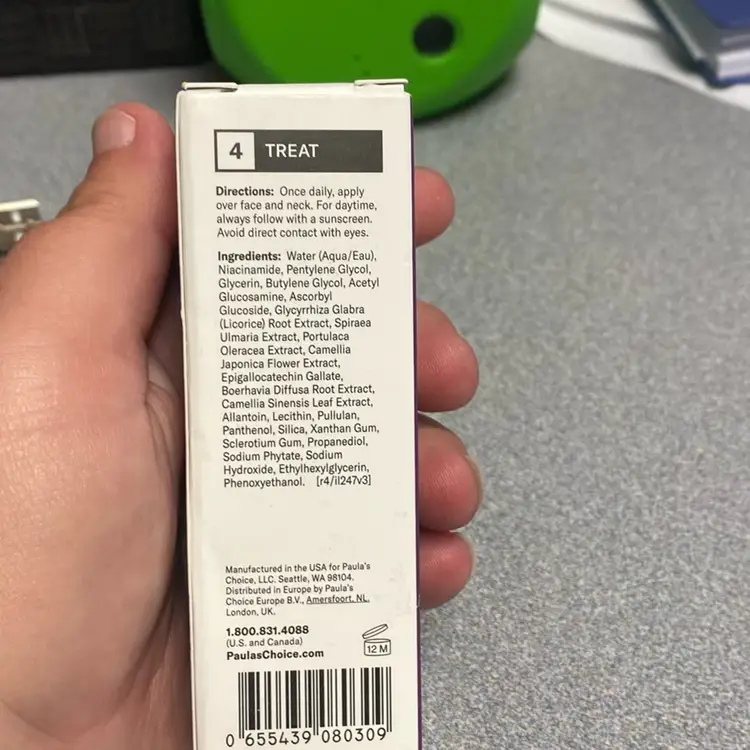 4 TREAT
Directions: Once daily, apply
over face and neck. For daytime,
always follow with a sunscreen.
Avoid direct contact with eyes.
Ingredients: Water (Aqua/Eau),
Niacinamide, Pentylene Glycol,
Glycerin, Butylene Glycol, Acetyl
Glucosamine, Ascorbyl
Glucoside, Glycyrrhiza Glabra
(Licorice) Root Extract, Spiraea
Ulmaria Extract, Portulaca
Oleracea Extract, Camellia
Japonica Flower Extract,
Epigallocatechin Gallate,
Boerhavia Diffusa Root Extract,
Camellia Sinensis Leaf Extract,
Allantoin, Lecithin, Pullulan,
Panthenol, Silica, Xanthan Gum,
Sclerotium Gum, Propanediol,
Sodium Phytate, Sodium
Hydroxide, Ethylhexylglycerin,
Phenoxyethanol. [r4/il247v3]
Manufactured in the USA for Paula's
Choice, LLC. Seattle, WA 98104.
Distributed in Europe by Paula's
Choice Europe B.V., Amersfoort, NL.
London, UK.
1.800.831.4088
(U.S. and Canada)
PaulasChoice.com
12 M
0 655439 080309